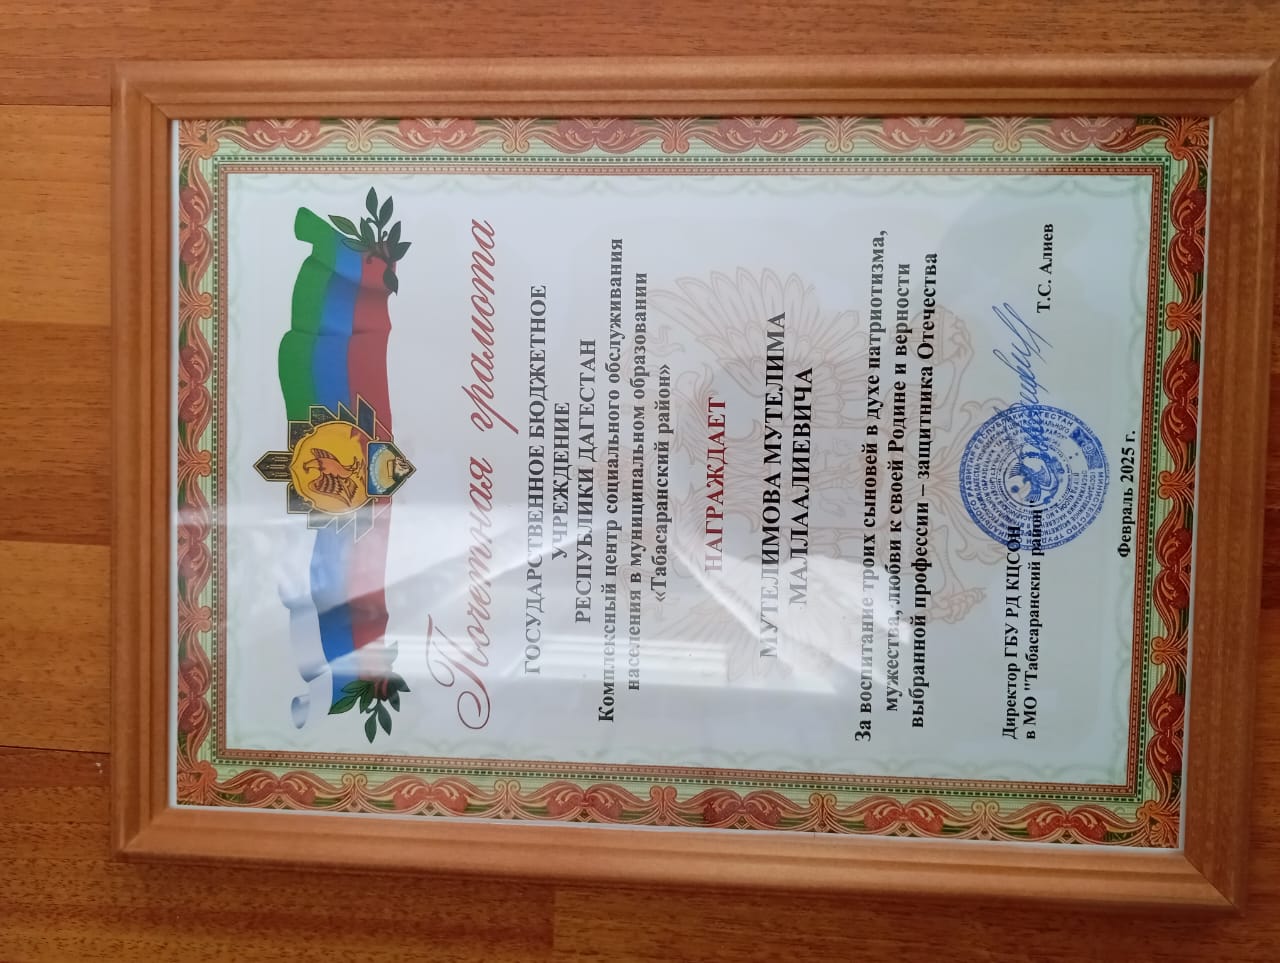 Почетная грамота
ГОСУДАРСТВЕННОЕ БЮДЖЕТНОЕ
УЧРЕЖДЕНИЕ
РЕСПУБЛИКИ ДАГЕСТАН
Комплексный центр социального обслуживания
населения в муниципальном образовании
«Табасаранский район»
НАГРАЖДАЕТ
МУТЕЛИМОВА МУТЕЛИМА
МАЛЛААЛИЕВИЧА
За воспитание троих сыновей в духе патриотизма,
мужества, любви к своей Родине и верности
выбранной профессии – защитника Отечества
Директор ГБУ РД КЦСОН
в МО "Табасаранский район"
Т.С. Алиев
Февраль 2025 г.